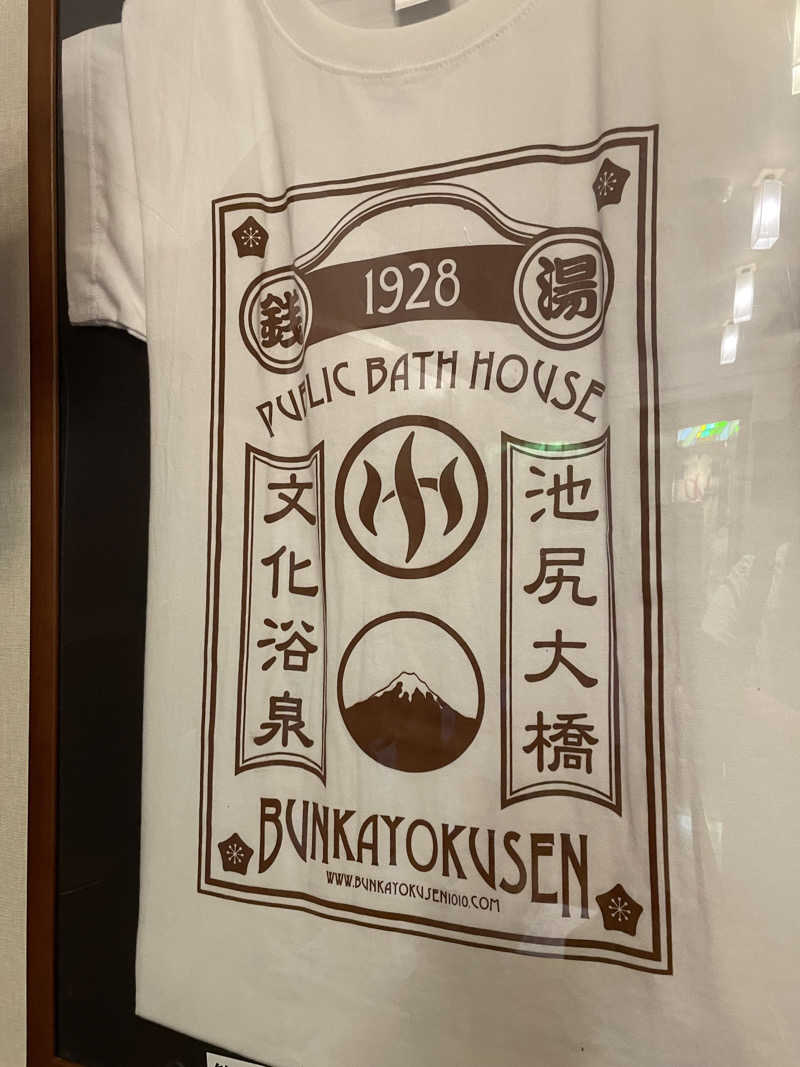 1928
銭湯
PUBLIC BATH HOUSE
池尻大橋
文化浴泉
BUNKAYOKUSEN
WWW.BUNKAYOKUSEN1010.COM